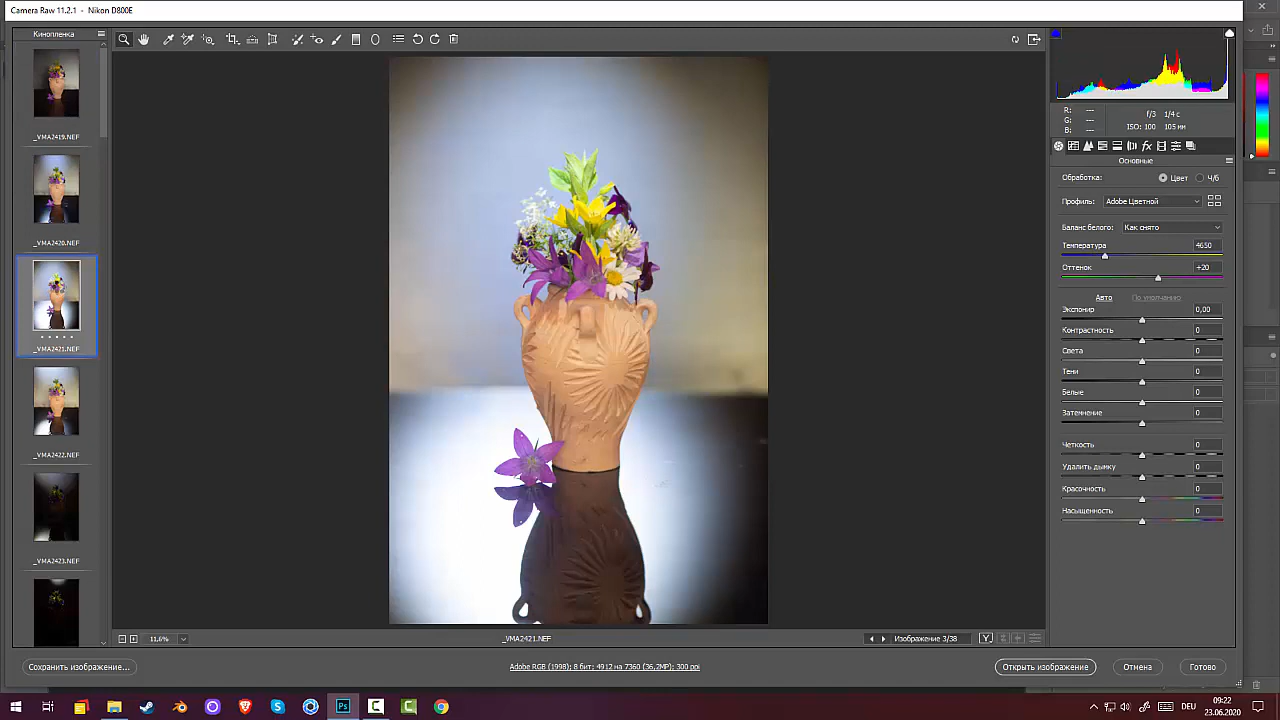 Camera Raw 11.2.1 - Nikon D800E
Кинопленка
_VMA2419.NEF
_VMA2420.NEF
_VMA2421.NEF
_VMA2422.NEF
_VMA2423.NEF
11,6%
_VMA2421.NEF
Изображение 3/38
Сохранить изображение...
Adobe RGB (1998); 8 бит; 4912 на 7360 (36,2МР); 300 ppi
Открыть изображение
Отмена
Готово
R: ---
G: ---
B: ---
f/3 1/4 с
ISO: 100 105 мм
Основные
Обработка: Цвет Ч/б
Профиль: Adobe Цветной
Баланс белого: Как снято
Температура 4650
Оттенок +20
Авто По умолчанию
Экспонир 0,00
Контрастность 0
Света 0
Тени 0
Белые 0
Затемнение 0
Четкость 0
Удалить дымку 0
Красочность 0
Насыщенность 0
DEU
09:22
23.06.2020